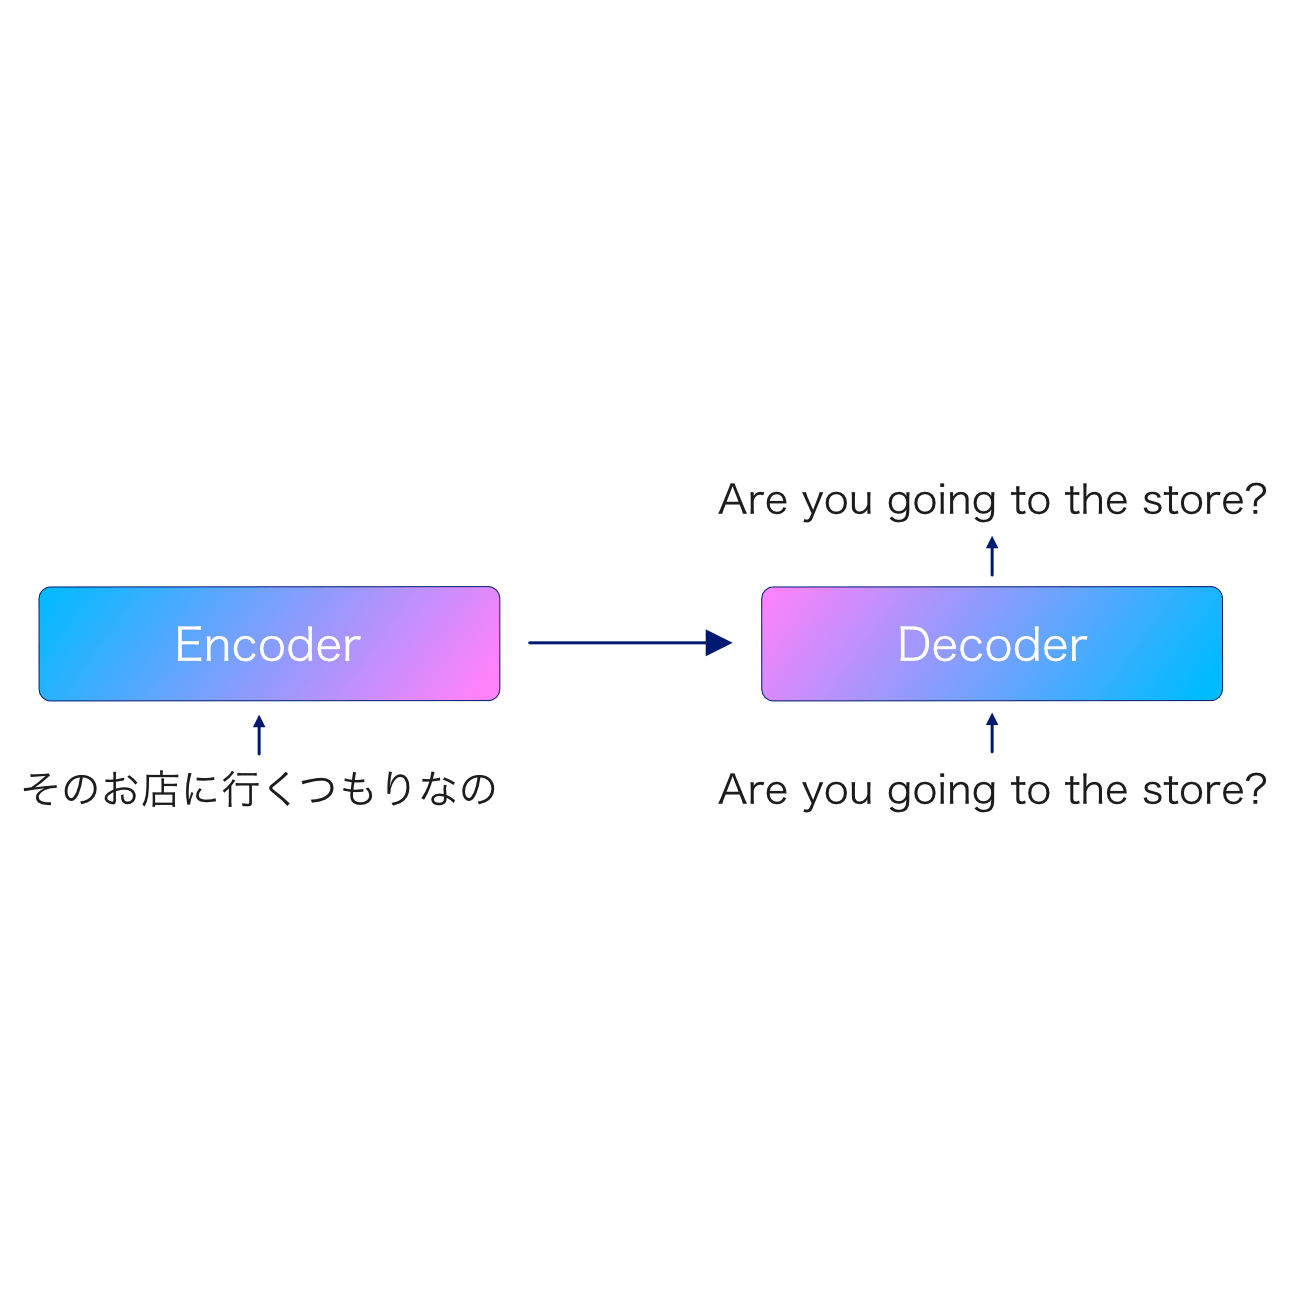 Are you going to the store?
Encoder
Decoder
そのお店に行くつもりなの
Are you going to the store?